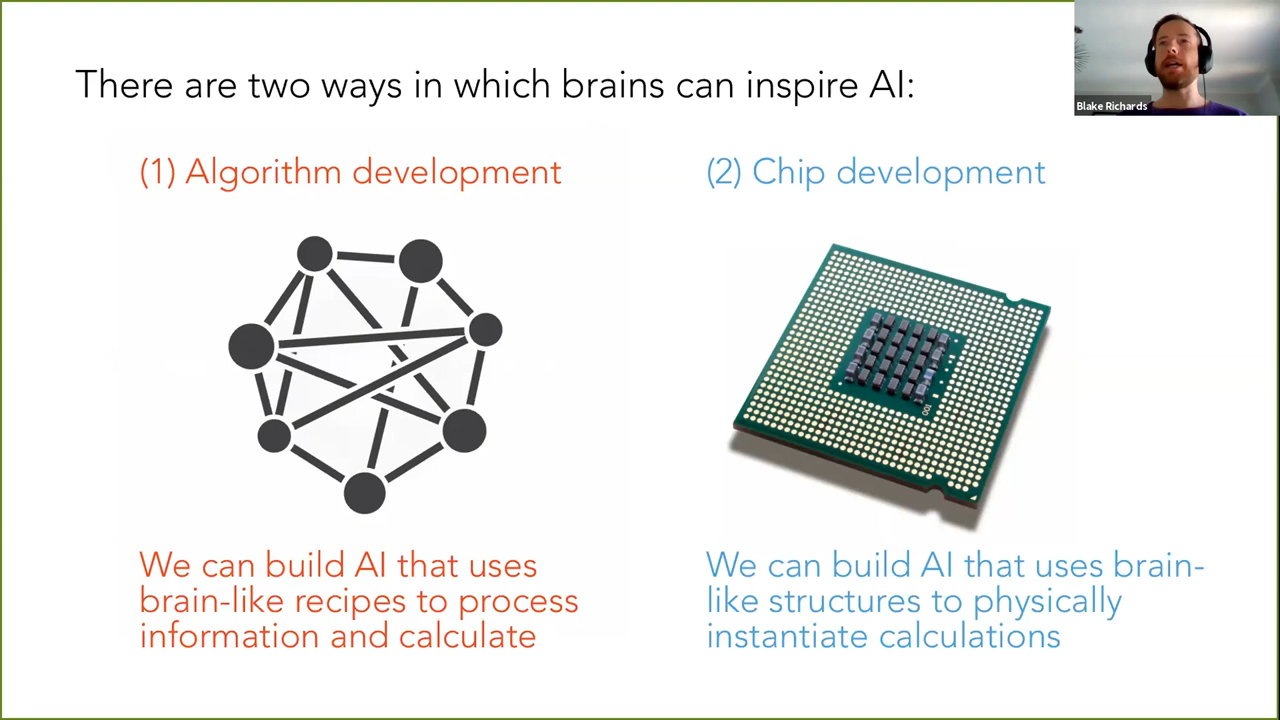 There are two ways in which brains can inspire AI:
Blake Richards
(1) Algorithm development
We can build AI that uses
brain-like recipes to process
information and calculate
(2) Chip development
We can build AI that uses brain-
like structures to physically
instantiate calculations